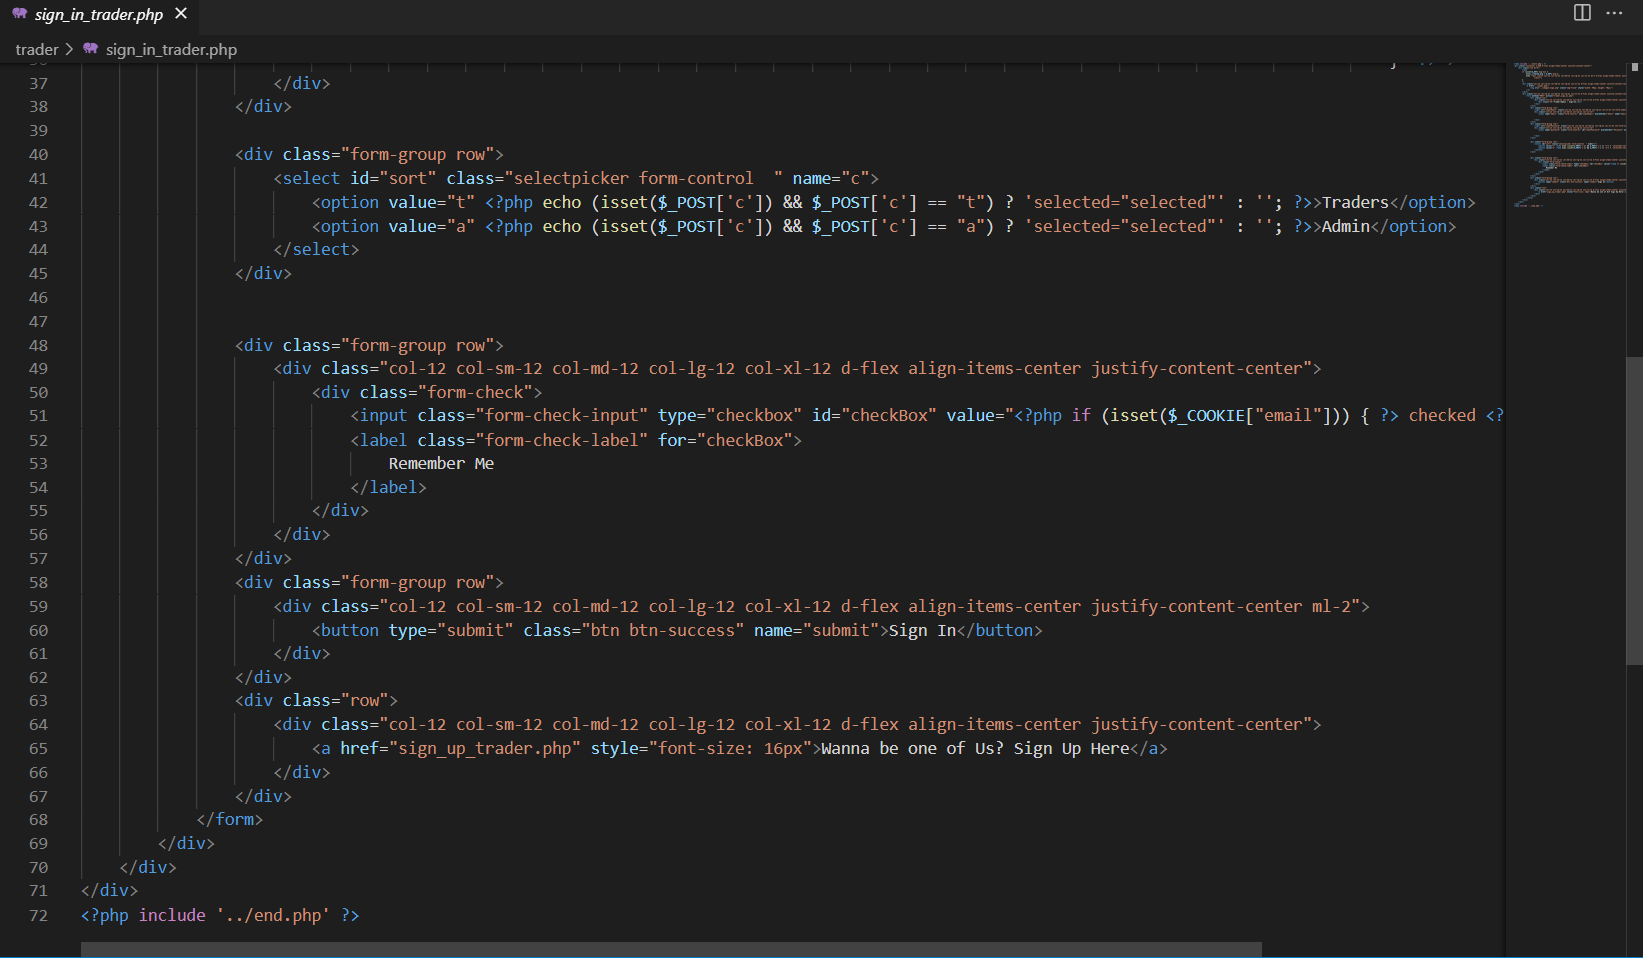 sign_in_trader.php
trader > sign_in_trader.php
37 </div>
38 </div>
39
40 <div class="form-group row">
41 <select id="sort" class="selectpicker form-control  " name="c">
42 <option value="t" <?php echo (isset($_POST['c']) && $_POST['c'] == "t") ? 'selected="selected"' : ''; ?>>Traders</option>
43 <option value="a" <?php echo (isset($_POST['c']) && $_POST['c'] == "a") ? 'selected="selected"' : ''; ?>>Admin</option>
44 </select>
45 </div>
46
47
48 <div class="form-group row">
49 <div class="col-12 col-sm-12 col-md-12 col-lg-12 col-xl-12 d-flex align-items-center justify-content-center">
50 <div class="form-check">
51 <input class="form-check-input" type="checkbox" id="checkBox" value="<?php if (isset($_COOKIE["email"])) { ?> checked <?
52 <label class="form-check-label" for="checkBox">
53 Remember Me
54 </label>
55 </div>
56 </div>
57 </div>
58 <div class="form-group row">
59 <div class="col-12 col-sm-12 col-md-12 col-lg-12 col-xl-12 d-flex align-items-center justify-content-center ml-2">
60 <button type="submit" class="btn btn-success" name="submit">Sign In</button>
61 </div>
62 </div>
63 <div class="row">
64 <div class="col-12 col-sm-12 col-md-12 col-lg-12 col-xl-12 d-flex align-items-center justify-content-center">
65 <a href="sign_up_trader.php" style="font-size: 16px">Wanna be one of Us? Sign Up Here</a>
66 </div>
67 </div>
68 </form>
69 </div>
70 </div>
71 </div>
72 <?php include '../end.php' ?>